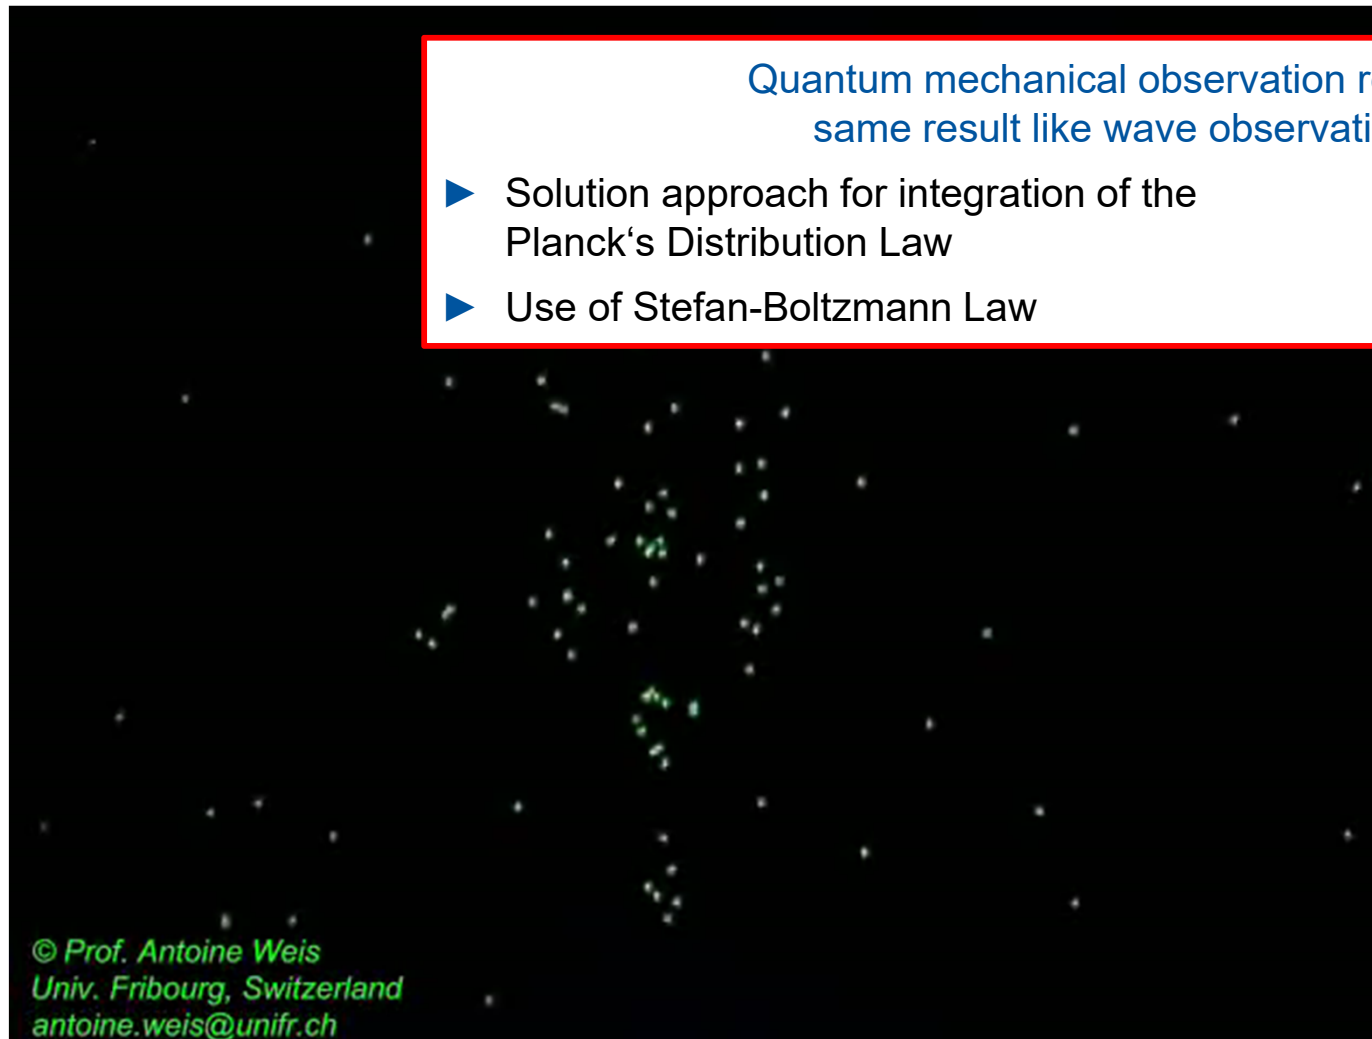 Quantum mechanical observation
same result like wave
► Solution approach for integration of the
Planck‘s Distribution Law
► Use of Stefan-Boltzmann Law
© Prof. Antoine Weis
Univ. Fribourg, Switzerland
antoine.weis@unifr.ch